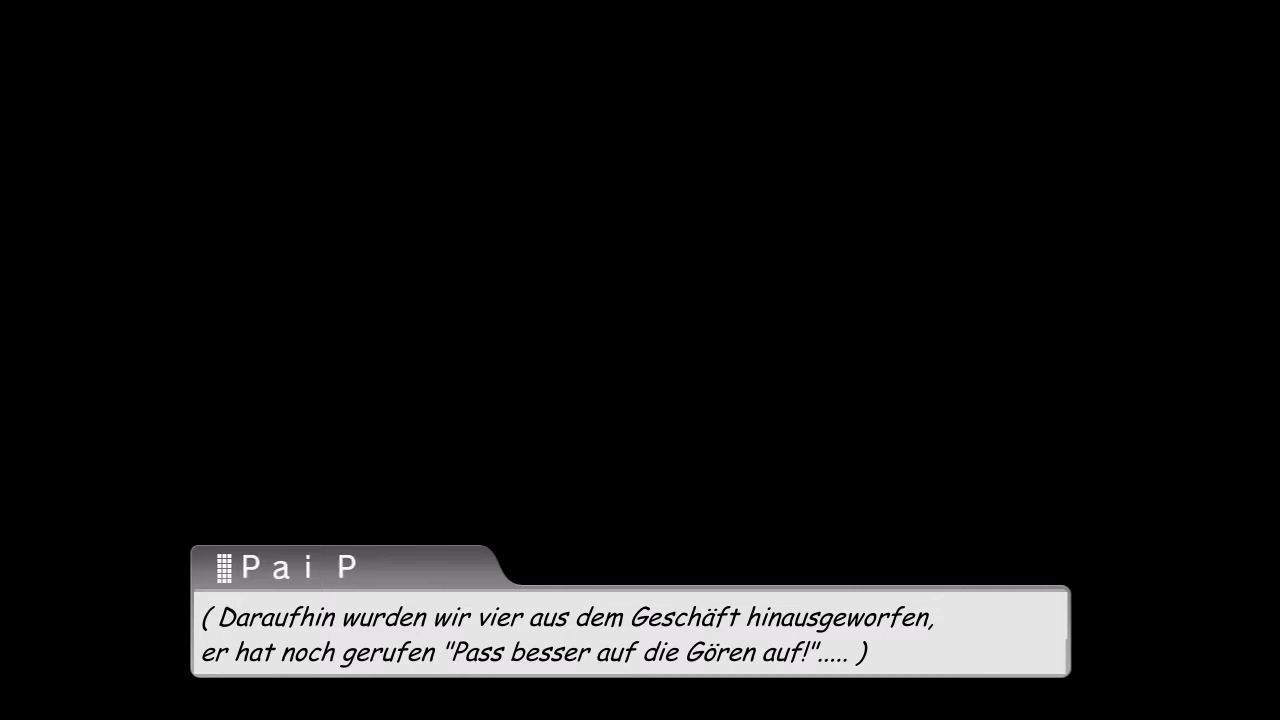 Pai P
( Daraufhin wurden wir vier aus dem Geschäft hinausgeworfen,
er hat noch gerufen "Pass besser auf die Gören auf!"..... )